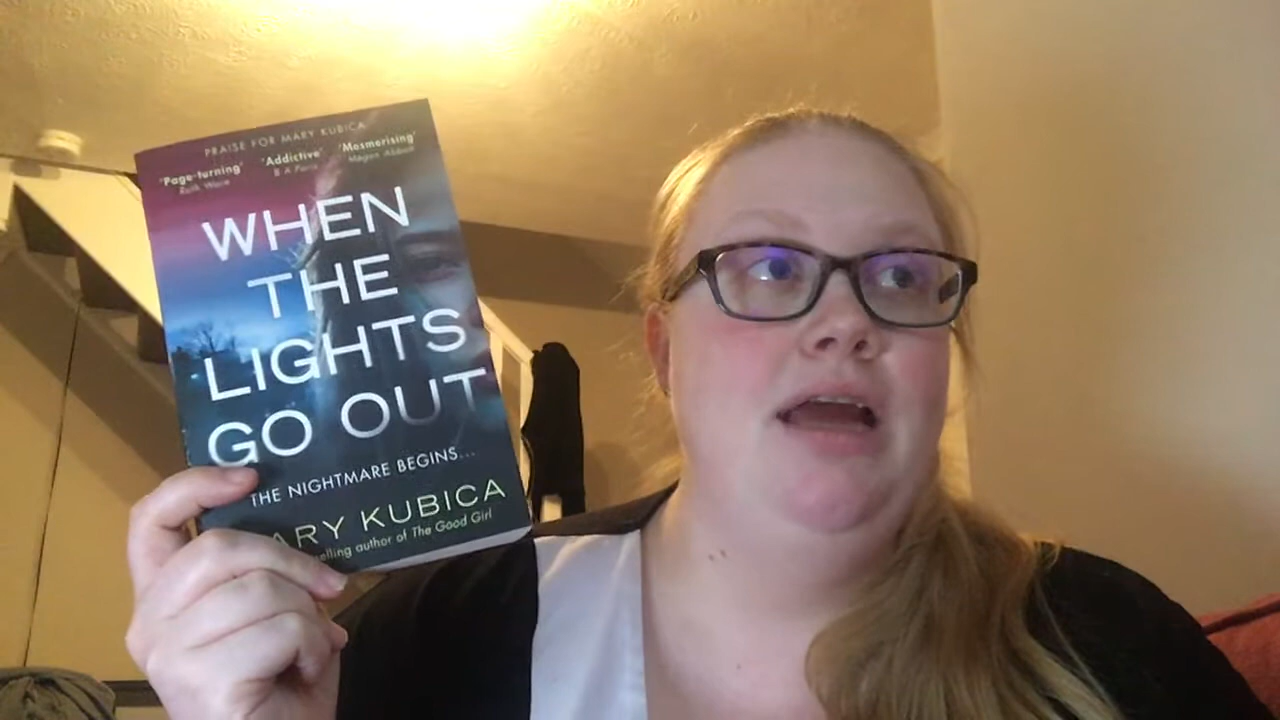 PRAISE FOR MARY KUBICA
'Page-turning' 'Addictive' 'Mesmerising'
Ruth Ware B A Paris Megan Abbott
WHEN
THE
LIGHTS
GO OUT
THE NIGHTMARE BEGINS...
ARY KUBICA
elling author of The Good Girl